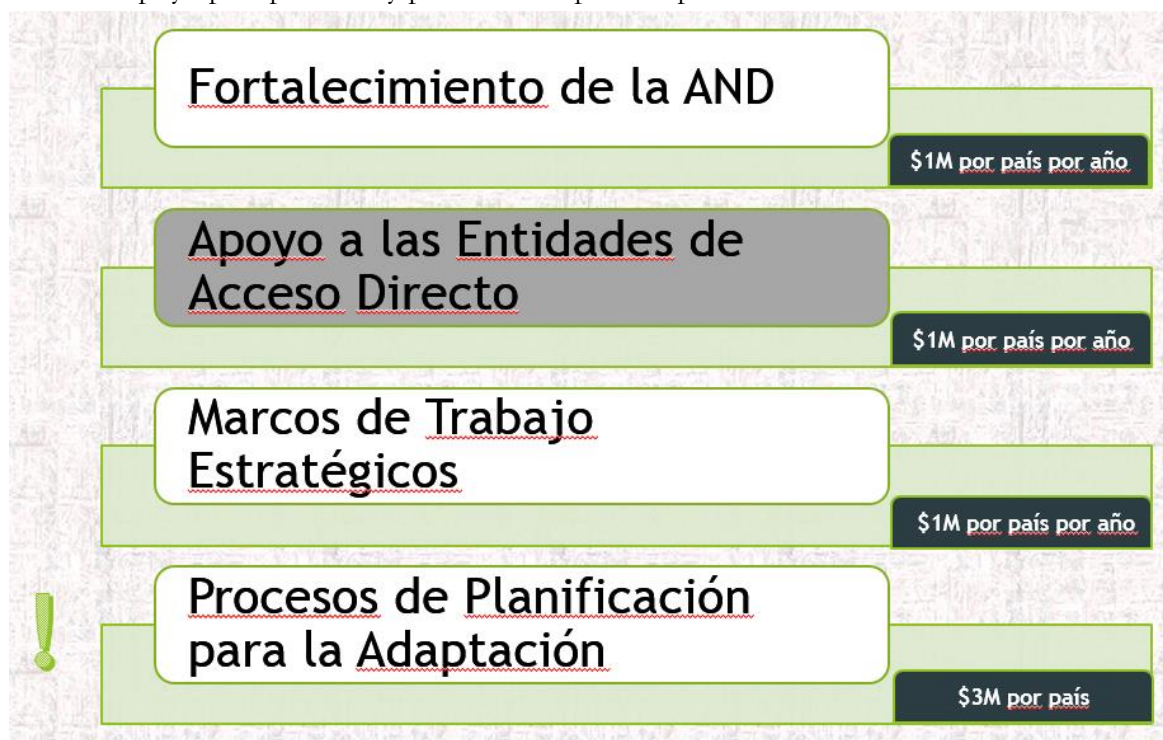 Fortalecimiento de la AND
$1M por país por año
Apoyo a las Entidades de
Acceso Directo
$1M por país por año
Marcos de Trabajo
Estratégicos
$1M por país por año
Procesos de Planificación
para la Adaptación
$3M por país